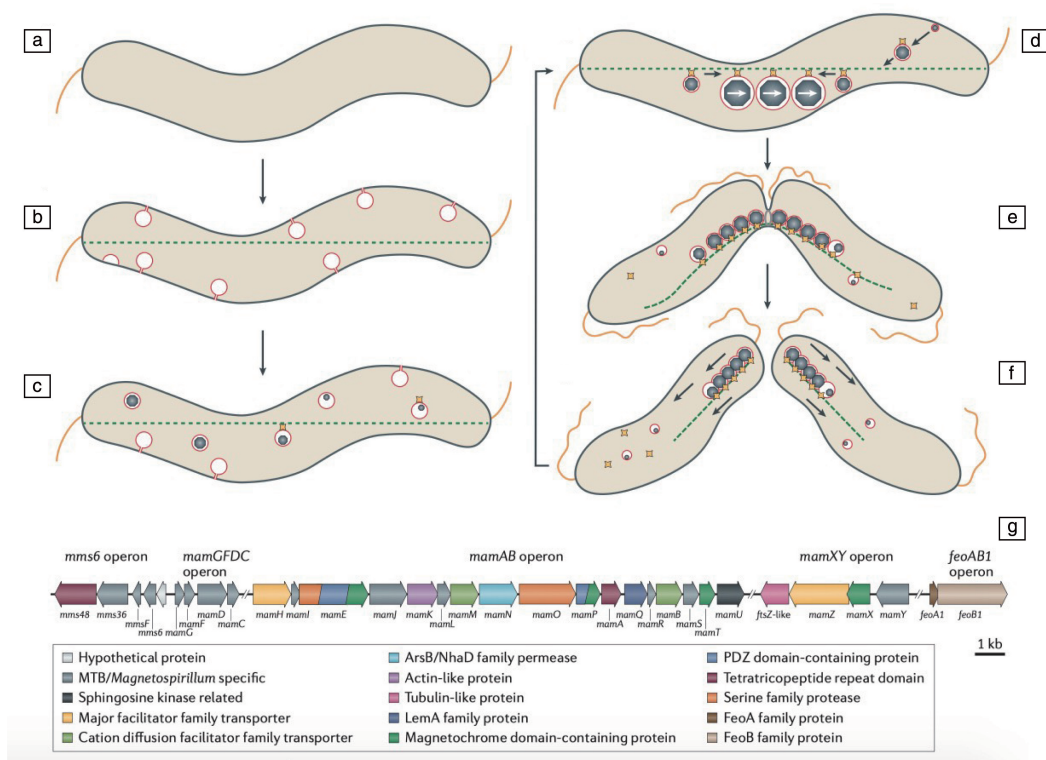 a
b
c
d
e
f
g
mms6 operon
mamGFDC
operon
mamAB operon
mamXY operon
feoAB1
operon
mms48
mms36
mmsF
mms6
mamG
mamF
mamD
mamC
mamH
mamI
mamE
mamJ
mamK
mamL
mamM
mamN
mamO
mamP
mamA
mamQ
mamR
mamB
mamS
mamT
mamU
ftsZ-like
mamZ
mamX
mamY
feoA1
feoB1
1 kb
Hypothetical protein
MTB/Magnetospirillum specific
Sphingosine kinase related
Major facilitator family transporter
Cation diffusion facilitator family transporter
ArsB/NhaD family permease
Actin-like protein
Tubulin-like protein
LemA family protein
Magnetochrome domain-containing protein
PDZ domain-containing protein
Tetratricopeptide repeat domain
Serine family protease
FeoA family protein
FeoB family protein